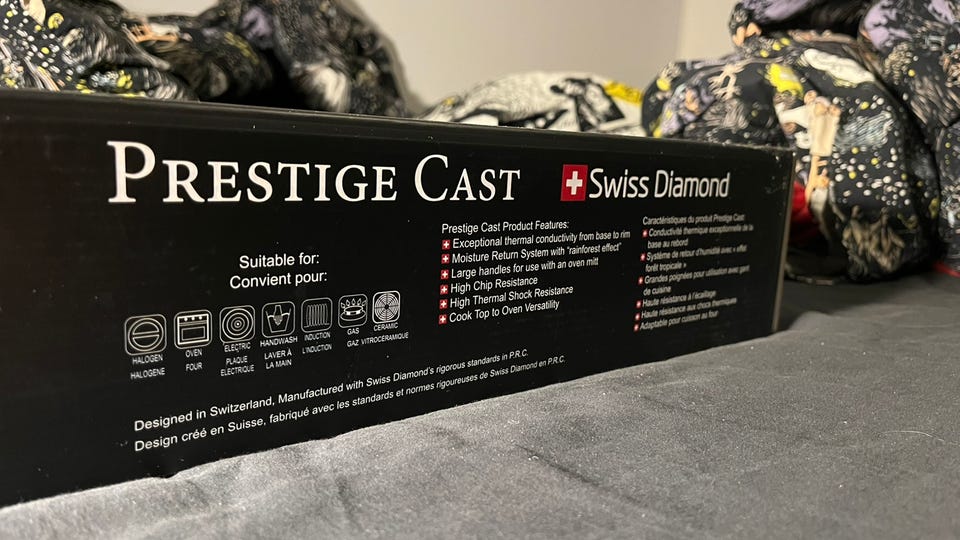 PRESTIGE CAST
Swiss Diamond
Suitable for:
Convient pour:
HALOGEN
HALOGENE
OVEN
FOUR
ELECTRIC
PLAQUE
ELECTRIQUE
HANDWASH
LAVER À
LA MAIN
INDUCTION
L'INDUCTION
GAS
GAZ
CERAMIC
VITROCERAMIQUE
Prestige Cast Product Features:
Exceptional thermal conductivity from base to rim
Moisture Return System with "rainforest effect"
Large handles for use with an oven mitt
High Chip Resistance
High Thermal Shock Resistance
Cook Top to Oven Versatility
Caractéristiques du produit Prestige Cast:
Conductivité thermique exceptionnelle de la
base au rebord
Système de retour d'humidité avec « effet
forêt tropicale »
Grandes poignées pour utilisation avec gant
de cuisine
Haute résistance à l'écaillage
Haute résistance aux chocs thermiques
Adaptable pour cuisson au four
Designed in Switzerland, Manufactured with Swiss Diamond's rigorous standards in P.R.C.
Design créé en Suisse, fabriqué avec les standards et normes rigoureuses de Swiss Diamond en P.R.C.